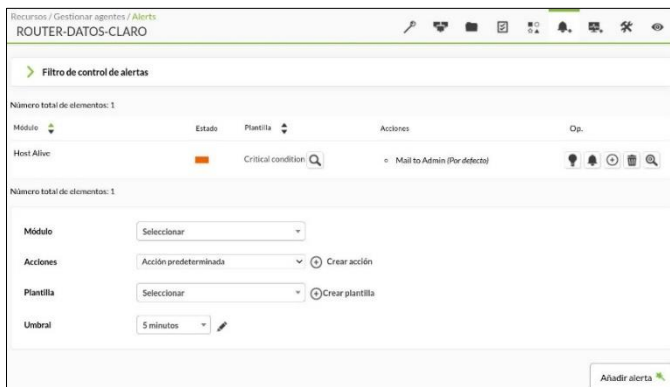 Recursos / Gestionar agentes / Alerts
ROUTER-DATOS-CLARO
Filtro de control de alertas
Número total de elementos: 1
Módulo Estado Plantilla Acciones Op.
Host Alive Critical condition Mail to Admin (Por defecto)
Número total de elementos: 1
Módulo Seleccionar
Acciones Acción predeterminada Crear acción
Plantilla Seleccionar Crear plantilla
Umbral 5 minutos
Añadir alerta